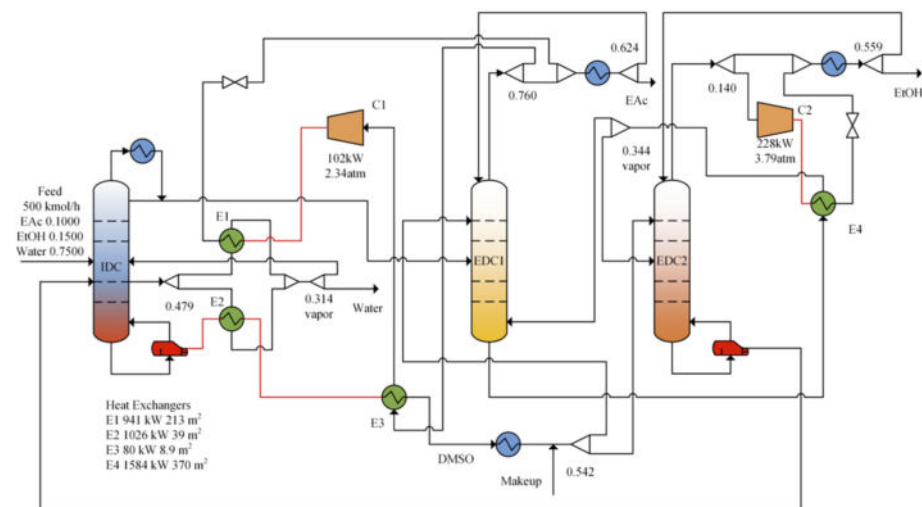 0.624
EAc
0.760
0.559
EtOH
0.140
C2
228kW
3.79atm
C1
102kW
2.34atm
0.344
vapor
E4
Feed
500 kmol/h
EAc 0.1000
EtOH 0.1500
Water 0.7500
IDC
E1
EDC1
EDC2
0.479
E2
0.314
vapor
Water
E3
Heat Exchangers
E1 941 kW 213 m²
E2 1026 kW 39 m²
E3 80 kW 8.9 m²
E4 1584 kW 370 m²
DMSO
Makeup
0.542